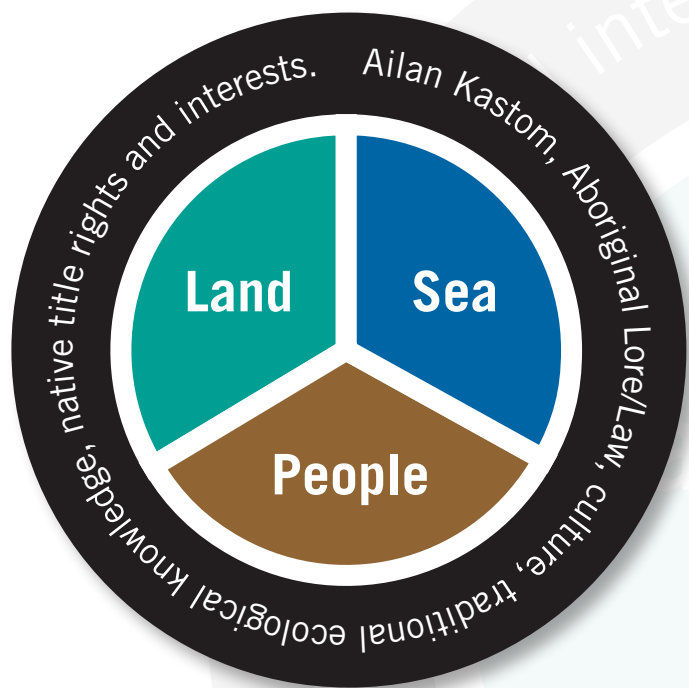 Ailan Kastom, Aboriginal Lore/Law, culture, traditional ecological knowledge, native title rights and interests.
Land
Sea
People